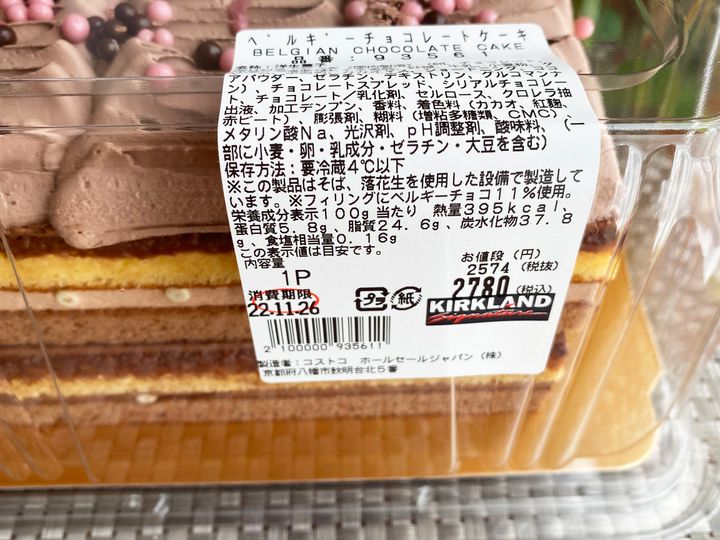 ベルギーチョコレートケーキ
BELGIAN CHOCOLATE CAKE
品番 93561
アパウダー、ゼラチン、デキストリン、グルコマンナ
ン)、チョコレートスプレッド、シリアルチョコレー
ト、チョコレート/乳化剤、セルロース、クロレラ抽
出液、加工デンプン、香料、着色料(カカオ、紅麹、
赤ビート)、膨張剤、糊料(増粘多糖類、CMC)、
メタリン酸Na、光沢剤、pH調整剤、酸味料、(一
部に小麦・卵・乳成分・ゼラチン・大豆を含む)
保存方法:要冷蔵4℃以下
※この製品はそば、落花生を使用した設備で製造して
います。※フィリングにベルギーチョコ11%使用。
栄養成分表示100g当たり 熱量395kcal、
蛋白質5.8g、脂質24.6g、炭水化物37.8
g、食塩相当量0.16g
この表示値は目安です。
内容量
1P
お値段(円)
2574(税抜)
2780(税込)
消費期限
22.11.26
プラ 紙
KIRKLAND
Signature
2 100000 935611
製造者:コストコ ホールセールジャパン(株)
京都府八幡市欽明台北5番